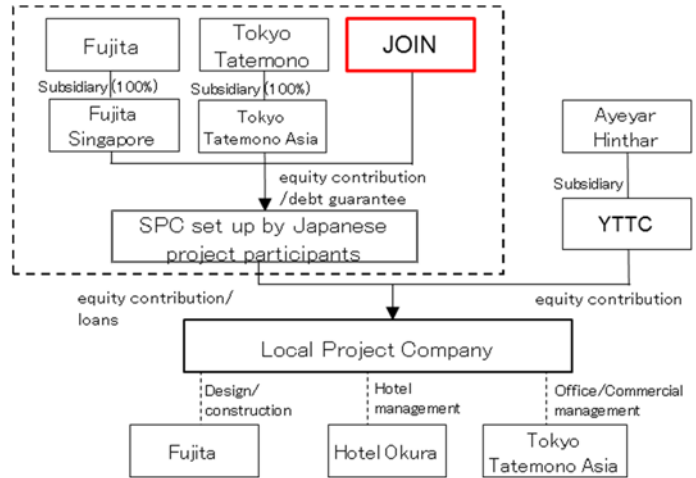 Fujita
Tokyo
Tatemono
JOIN
Subsidiary (100%)
Subsidiary (100%)
Fujita
Singapore
Tokyo
Tatemono Asia
Ayeyar
Hinthar
equity contribution
/debt guarantee
Subsidiary
SPC set up by Japanese
project participants
YTTC
equity contribution/
loans
equity contribution
Local Project Company
Design/
construction
Hotel
management
Office/Commercial
management
Fujita
Hotel Okura
Tokyo
Tatemono Asia